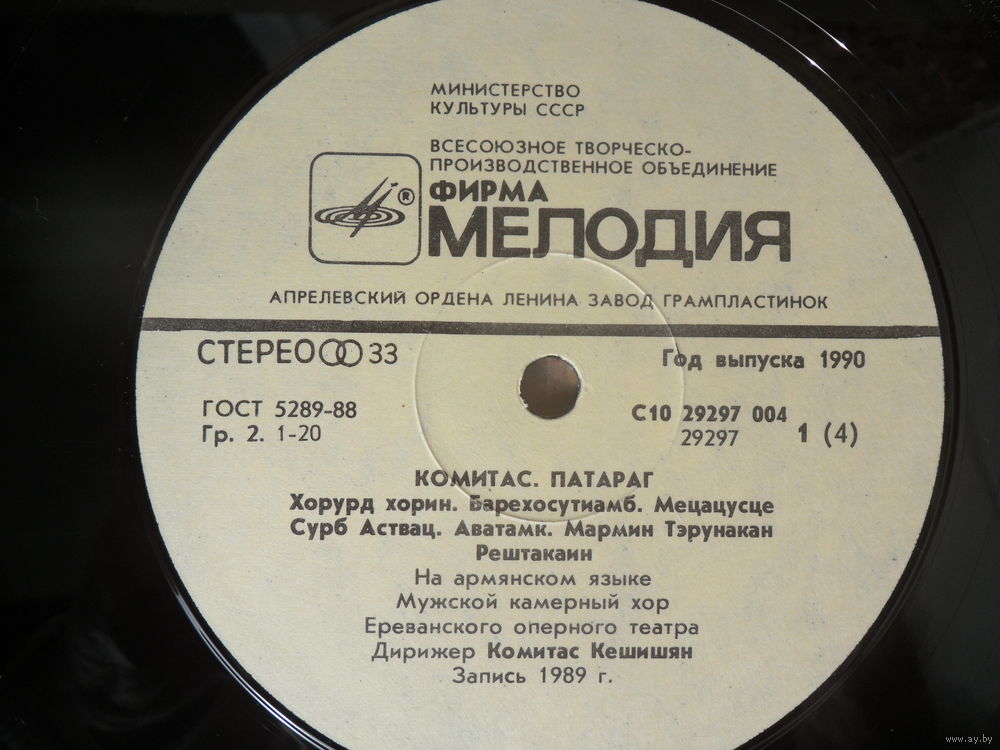 МИНИСТЕРСТВО
КУЛЬТУРЫ СССР
ВСЕСОЮЗНОЕ ТВОРЧЕСКО-
ПРОИЗВОДСТВЕННОЕ ОБЪЕДИНЕНИЕ
®
ФИРМА
МЕЛОДИЯ
АПРЕЛЕВСКИЙ ОРДЕНА ЛЕНИНА ЗАВОД ГРАМПЛАСТИНОК
СТЕРЕО 33
Год выпуска 1990
ГОСТ 5289-88
Гр. 2. 1-20
С10 29297 004
29297
1 (4)
КОМИТАС. ПАТАРАГ
Хорурд хорин. Барехосутиамб. Мецацусце
Сурб Аствац. Аватамк. Мармин Тэрунакан
Рештакаин
На армянском языке
Мужской камерный хор
Ереванского оперного театра
Дирижер Комитас Кешишян
Запись 1989 г.
www.ay.by